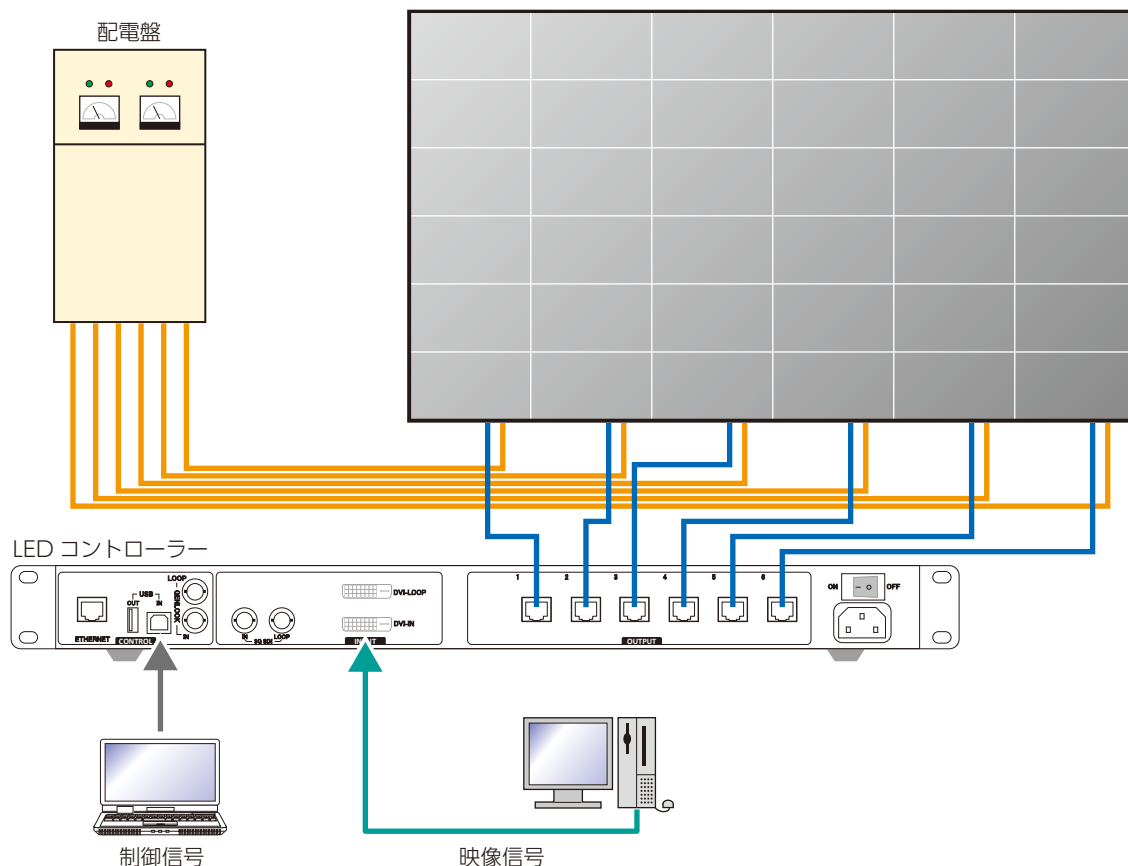 配電盤
LED コントローラー
LOOP
USB
OUT
IN
GENLOCK
IN
ETHERNET
CONTROL
DVI-LOOP
DVI-IN
IN
3G SDI
LOOP
INPUT
1 2 3 4 5 6
OUTPUT
ON
OFF
制御信号
映像信号